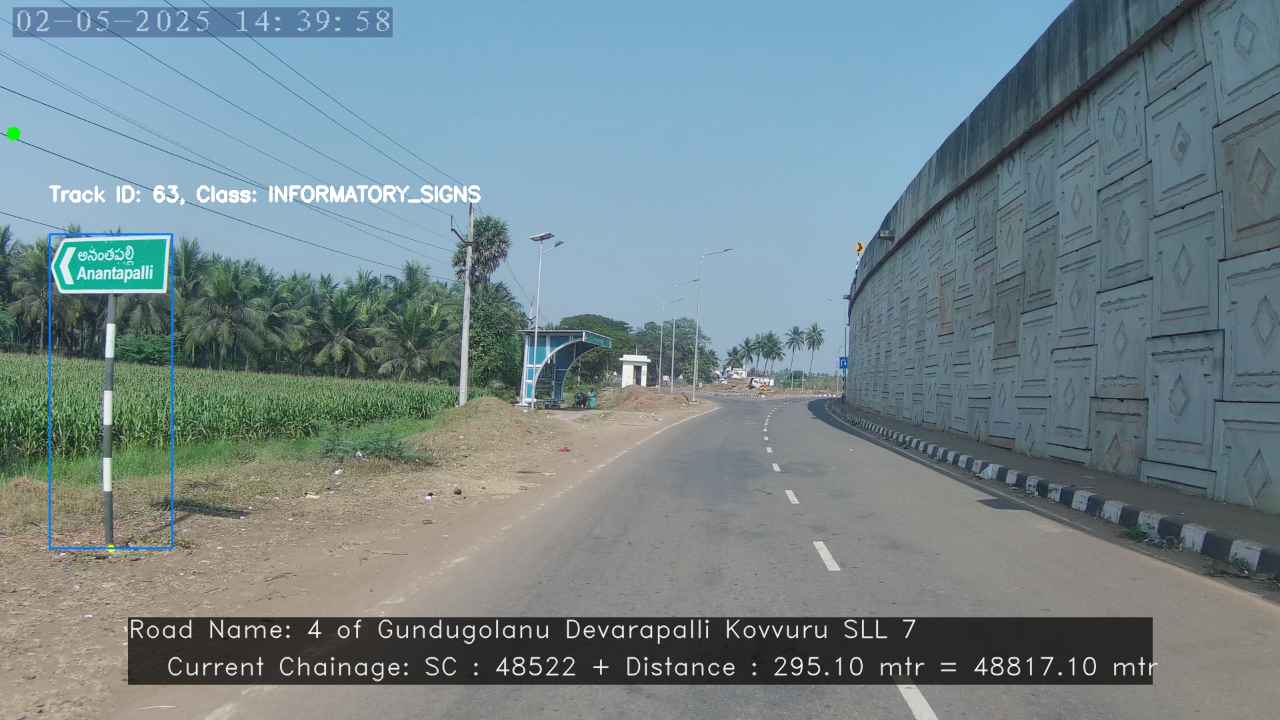 02-05-2025 14:39:58
Track ID: 63, Class: INFORMATORY_SIGNS
అనంతపల్లి
Anantapalli
Road Name: 4 of Gundugolanu Devarapalli Kovvuru SLL 7
Current Chainage: SC : 48522 + Distance : 295.10 mtr = 48817.10 mtr